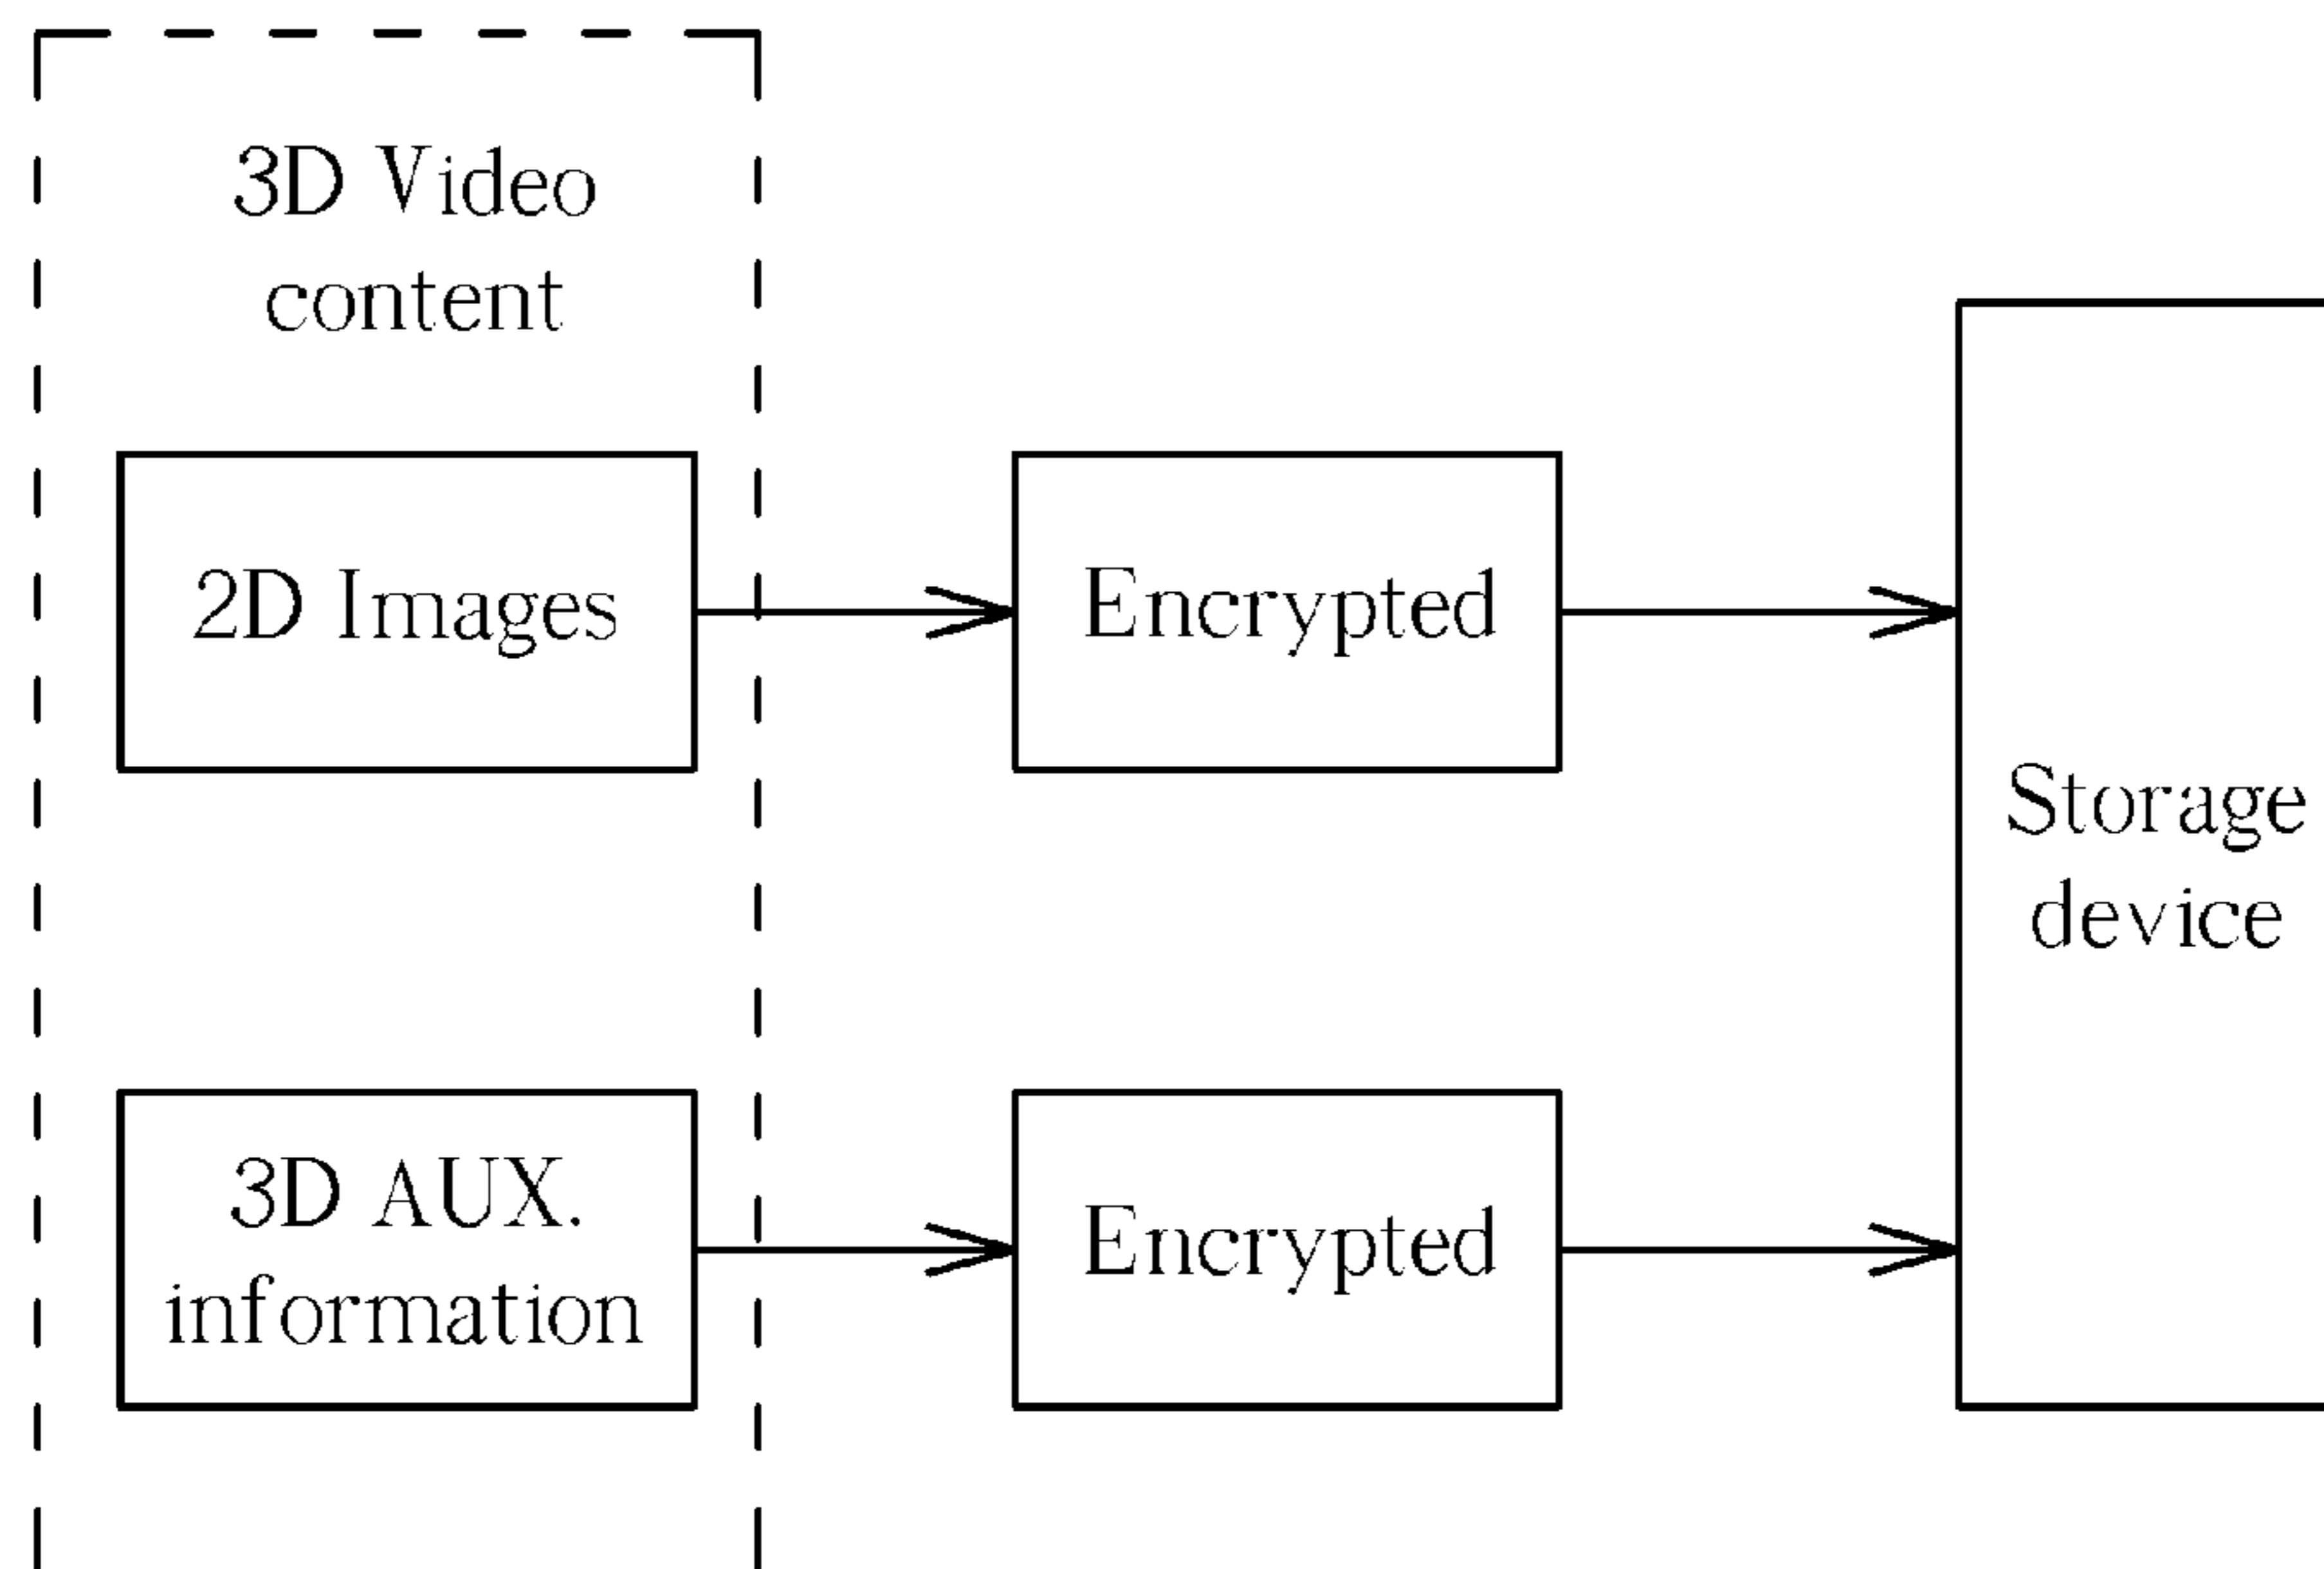 3D Video
content
2D Images
Encrypted
Storage
device
3D AUX.
information
Encrypted